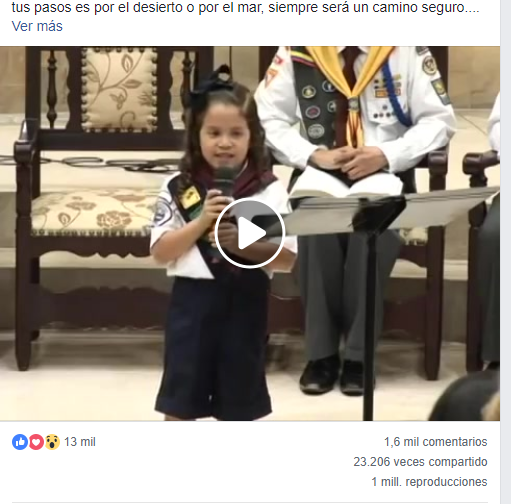 tus pasos es por el desierto o por el mar, siempre será un camino seguro....
Ver más
13 mil
1,6 mil comentarios
23.206 veces compartido
1 mill. reproducciones